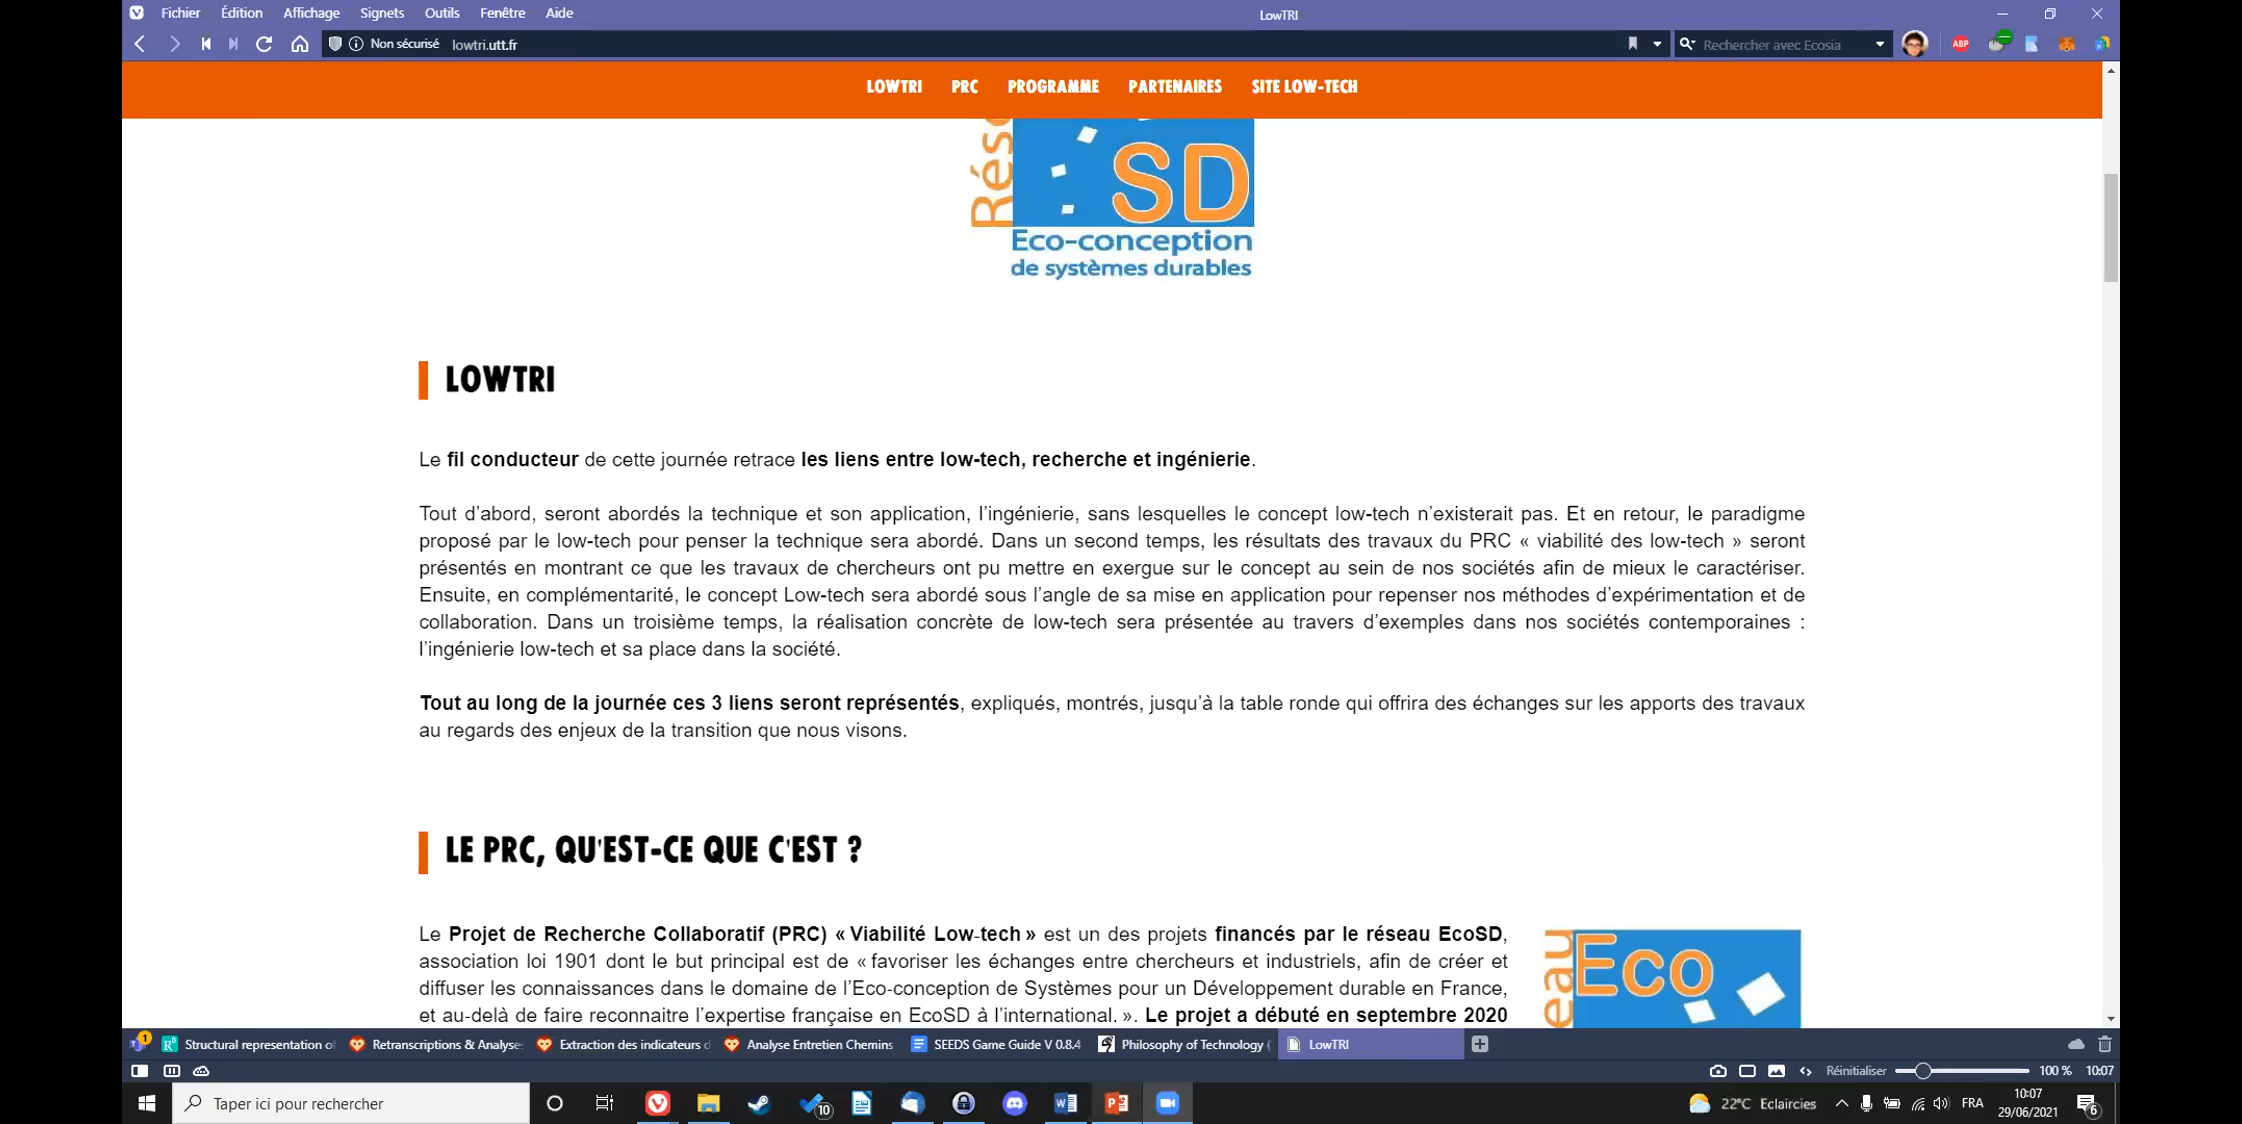 Fichier Édition Affichage Signets Outils Fenêtre Aide
LowTRI
Non sécurisé lowtri.utt.fr
Rechercher avec Ecosia
ABP
LOWTRI PRC PROGRAMME PARTENAIRES SITE LOW-TECH
Rése
SD
Eco-conception
de systèmes durables
LOWTRI
Le fil conducteur de cette journée retrace les liens entre low-tech, recherche et ingénierie.
Tout d’abord, seront abordés la technique et son application, l’ingénierie, sans lesquelles le concept low-tech n’existerait pas. Et en retour, le paradigme
proposé par le low-tech pour penser la technique sera abordé. Dans un second temps, les résultats des travaux du PRC « viabilité des low-tech » seront
présentés en montrant ce que les travaux de chercheurs ont pu mettre en exergue sur le concept au sein de nos sociétés afin de mieux le caractériser.
Ensuite, en complémentarité, le concept Low-tech sera abordé sous l’angle de sa mise en application pour repenser nos méthodes d’expérimentation et de
collaboration. Dans un troisième temps, la réalisation concrète de low-tech sera présentée au travers d’exemples dans nos sociétés contemporaines :
l’ingénierie low-tech et sa place dans la société.
Tout au long de la journée ces 3 liens seront représentés, expliqués, montrés, jusqu’à la table ronde qui offrira des échanges sur les apports des travaux
au regards des enjeux de la transition que nous visons.
LE PRC, QU'EST-CE QUE C'EST ?
Le Projet de Recherche Collaboratif (PRC) « Viabilité Low-tech » est un des projets financés par le réseau EcoSD,
association loi 1901 dont le but principal est de « favoriser les échanges entre chercheurs et industriels, afin de créer et
diffuser les connaissances dans le domaine de l’Eco-conception de Systèmes pour un Développement durable en France,
et au-delà de faire reconnaitre l’expertise française en EcoSD à l’international. ». Le projet a débuté en septembre 2020
eau
Eco
1 Structural representation of Retranscriptions & Analyses Extraction des indicateurs d Analyse Entretien Chemins SEEDS Game Guide V 0.8.4 Philosophy of Technology ( LowTRI
Réinitialiser 100 % 10:07
Taper ici pour rechercher
10
22°C Eclaircies
FRA
10:07
29/06/2021
6